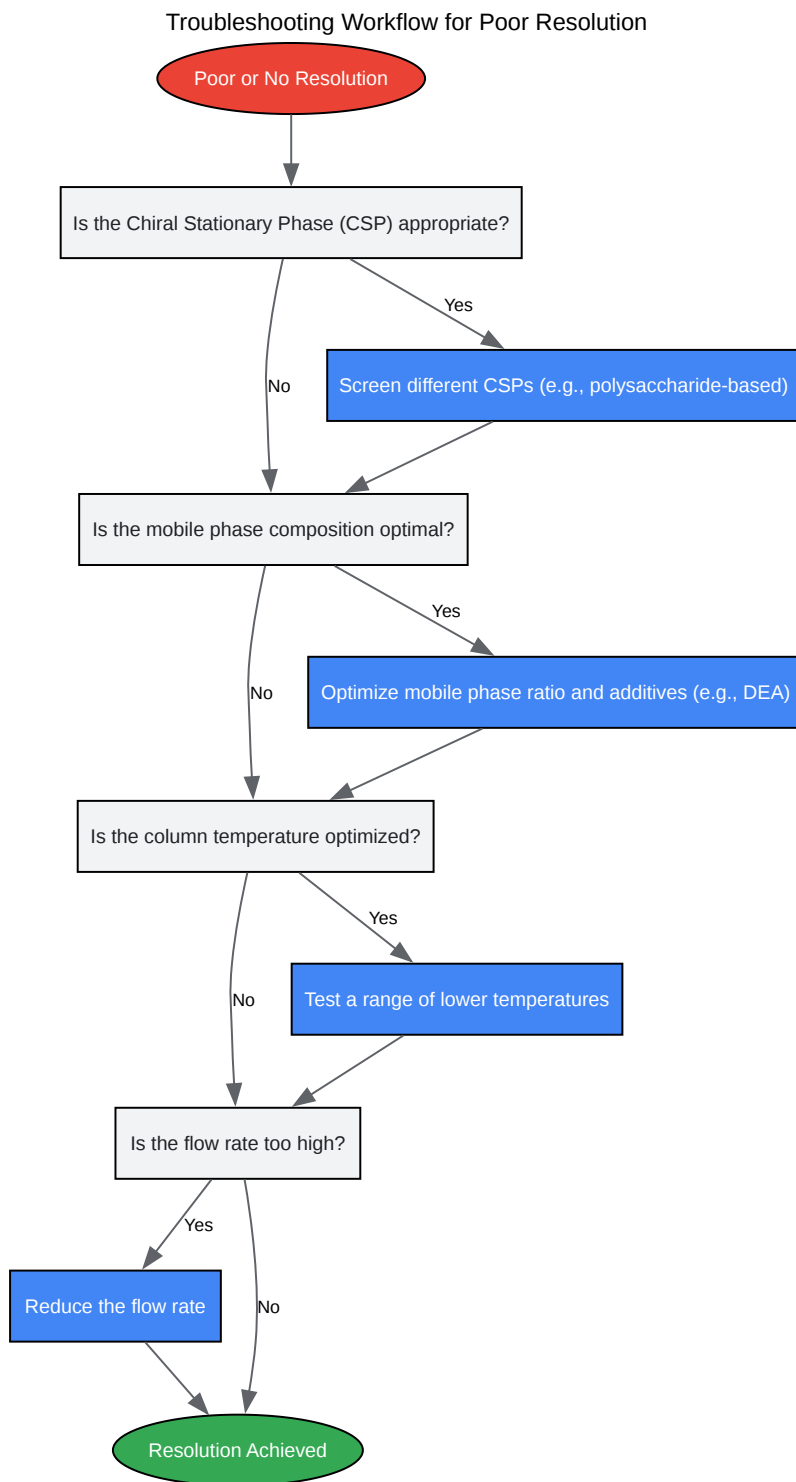 Troubleshooting Workflow for Poor Resolution
Poor or No Resolution
Is the Chiral Stationary Phase (CSP) appropriate?
Yes
Screen different CSPs (e.g., polysaccharide-based)
No
Is the mobile phase composition optimal?
Yes
Optimize mobile phase ratio and additives (e.g., DEA)
No
Is the column temperature optimized?
Yes
Test a range of lower temperatures
No
Is the flow rate too high?
Yes
Reduce the flow rate
No
Resolution Achieved